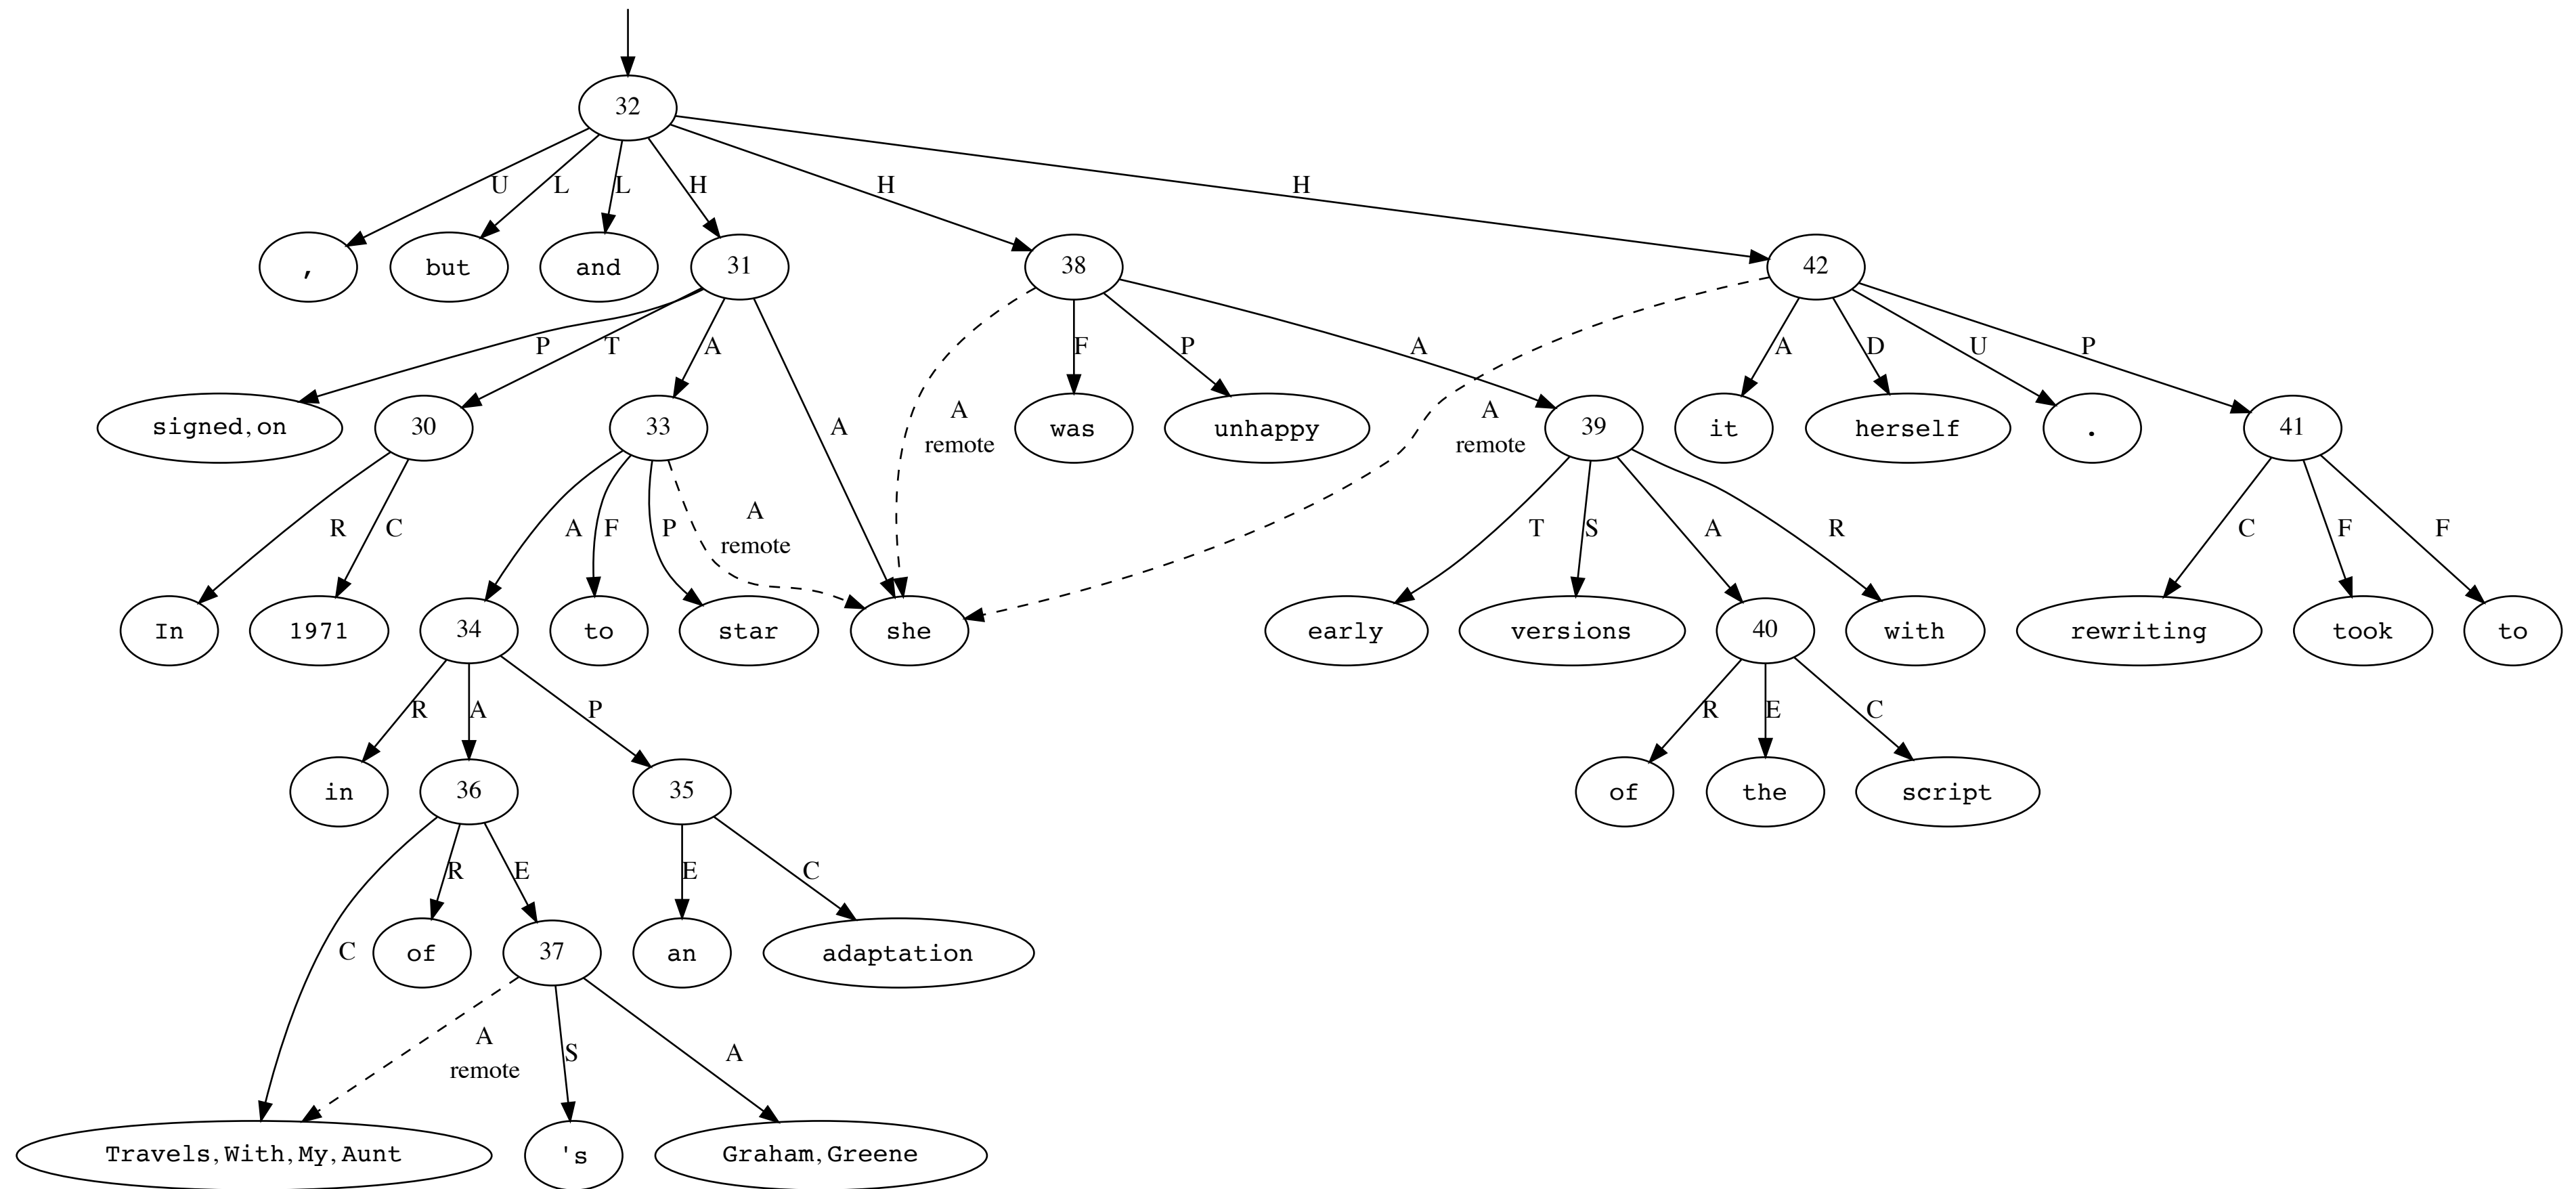 32
U L L H H H
, but and 31 38 42
P T A A F P A A D U P
signed,on 30 33 A A remote was unhappy A remote 39 it herself . 41
R C A F P A remote T S A R C F F
In 1971 34 to star she early versions 40 with rewriting took to
R A P R E C
in 36 35 of the script
C R E E C
of 37 an adaptation
A remote S A
Travels,With,My,Aunt 's Graham,Greene